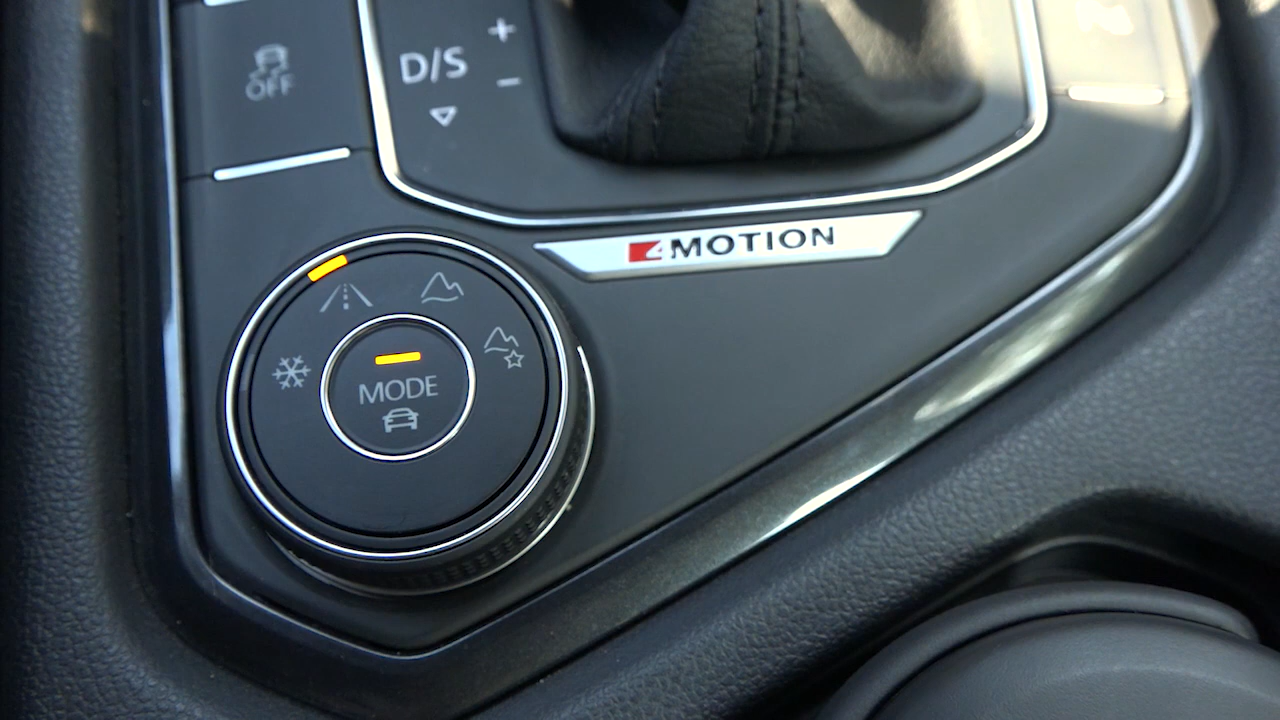 OFF
D/S
+
−
4MOTION
MODE